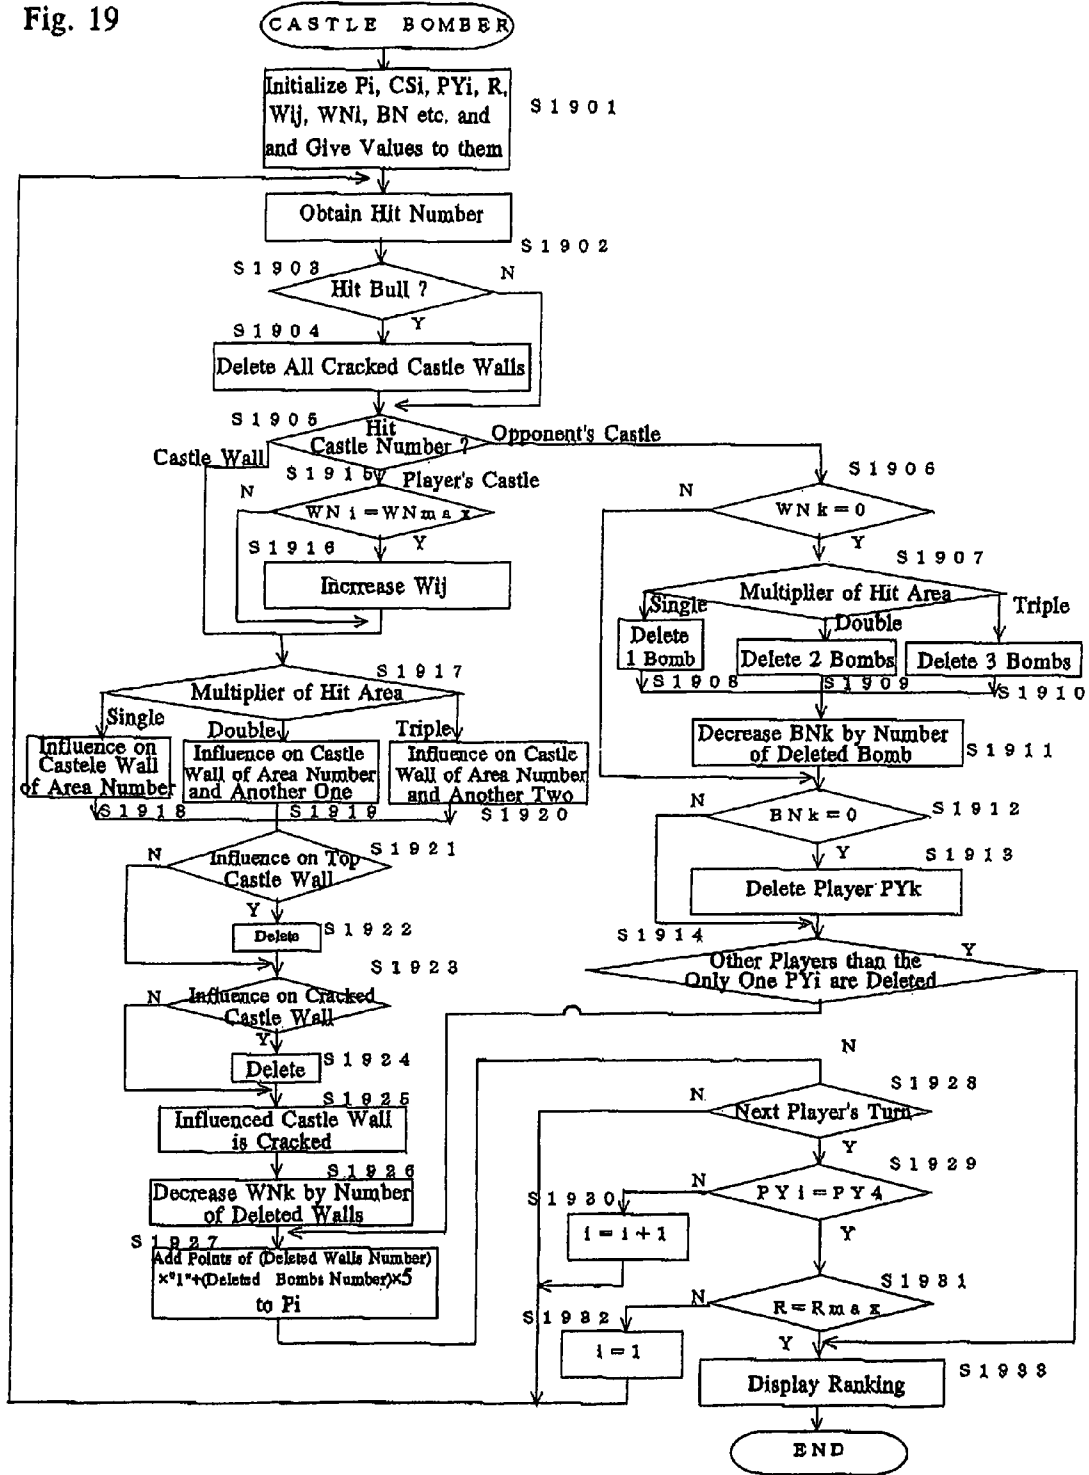 Fig. 19
CASTLE BOMBER
Initialize Pi, CSi, PYi, R,
Wij, WNi, BN etc. and
and Give Values to them
S1901
Obtain Hit Number
S1902
S1903
Hit Bull ?
N
Y
S1904
Delete All Cracked Castle Walls
S1905
Hit
Castle Number ?
Opponent's Castle
Castle Wall
S1915
Player's Castle
N
WNi=WNmax
Y
S1916
Incrrease Wij
S1906
N
WNk=0
Y
S1907
Multiplier of Hit Area
Single
Double
Triple
Delete
1 Bomb
Delete 2 Bombs
Delete 3 Bombs
S1908
S1909
S1910
Decrease BNk by Number
of Deleted Bomb
S1911
N
BNk=0
S1912
Y
S1913
Delete Player PYk
S1914
Other Players than the
Only One PYi are Deleted
Y
N
S1917
Multiplier of Hit Area
Single
Double
Triple
Influence on
Castele Wall
of Area Number
Influence on Castle
Wall of Area Number
and Another One
Influence on Castle
Wall of Area Number
and Another Two
S1918
S1919
S1920
S1921
N
Influence on Top
Castle Wall
Y
Delete
S1922
S1923
N
Influence on Cracked
Castle Wall
Y
Delete
S1924
S1925
Influenced Castle Wall
is Cracked
S1926
Decrease WNk by Number
of Deleted Walls
S1927
Add Points of (Deleted Walls Number)
×"1"+(Deleted Bombs Number)×5
to Pi
S1928
N
Next Player's Turn
Y
S1929
N
PYi=PY4
Y
S1930
i = i + 1
S1931
N
R=Rmax
Y
S1932
i = 1
S1933
Display Ranking
END